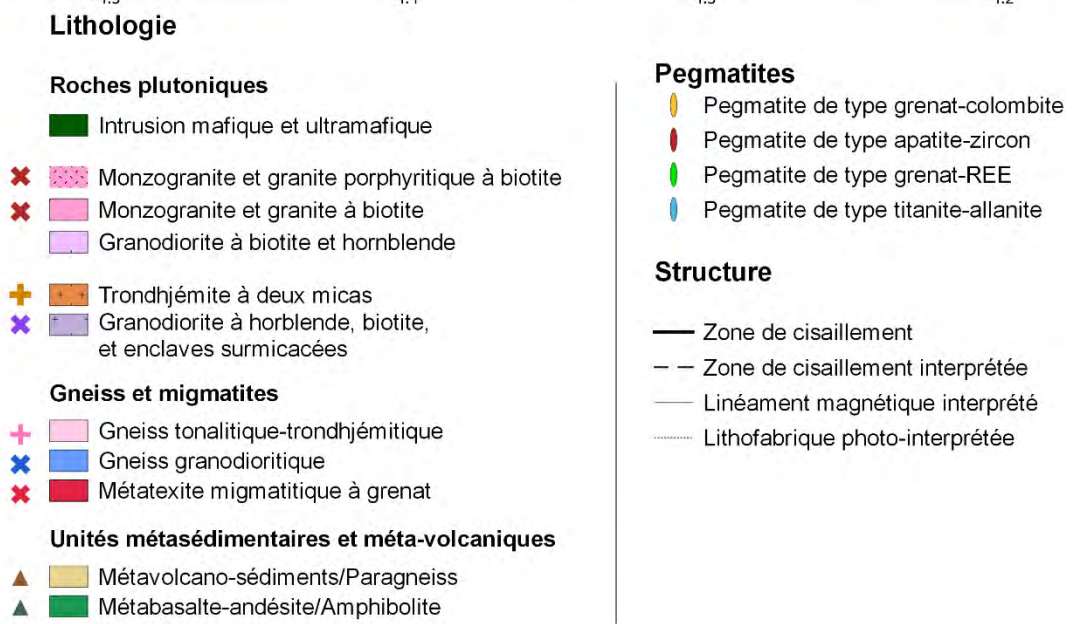 Lithologie
Roches plutoniques
Intrusion mafique et ultramafique
Monzogranite et granite porphyritique à biotite
Monzogranite et granite à biotite
Granodiorite à biotite et hornblende
Trondhjémite à deux micas
Granodiorite à horblende, biotite,
et enclaves surmicacées
Gneiss et migmatites
Gneiss tonalitique-trondhjémitique
Gneiss granodioritique
Métatexite migmatitique à grenat
Unités métasédimentaires et méta-volcaniques
Métavolcano-sédiments/Paragneiss
Métabasalte-andésite/Amphibolite
Pegmatites
Pegmatite de type grenat-colombite
Pegmatite de type apatite-zircon
Pegmatite de type grenat-REE
Pegmatite de type titanite-allanite
Structure
Zone de cisaillement
Zone de cisaillement interprétée
Linéament magnétique interprété
Lithofabrique photo-interprétée